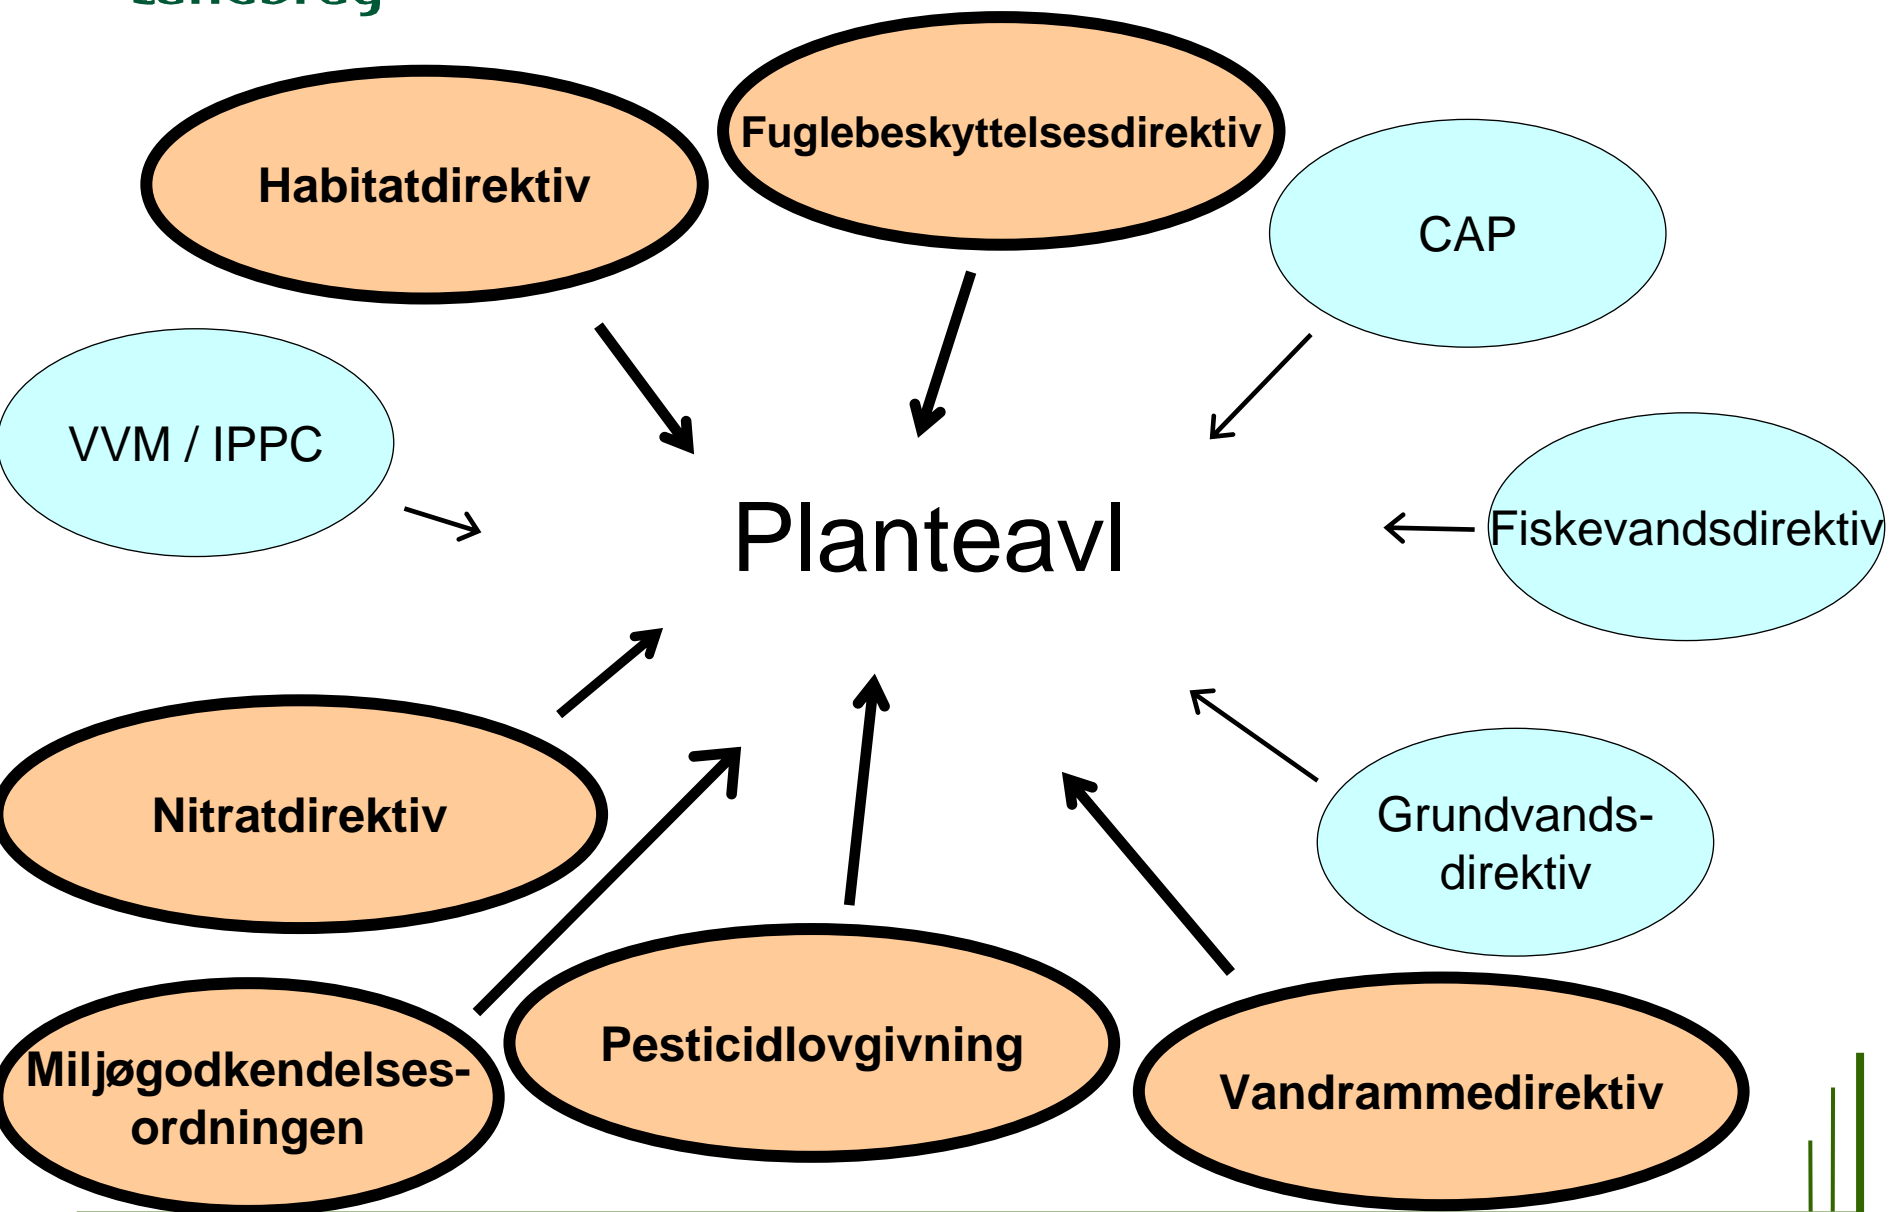 Fuglebeskyttelsesdirektiv
Habitatdirektiv
CAP
VVM / IPPC
Planteavl
Fiskevandsdirektiv
Nitratdirektiv
Grundvands-
direktiv
Pesticidlovgivning
Miljøgodkendelses-
ordningen
Vandrammedirektiv